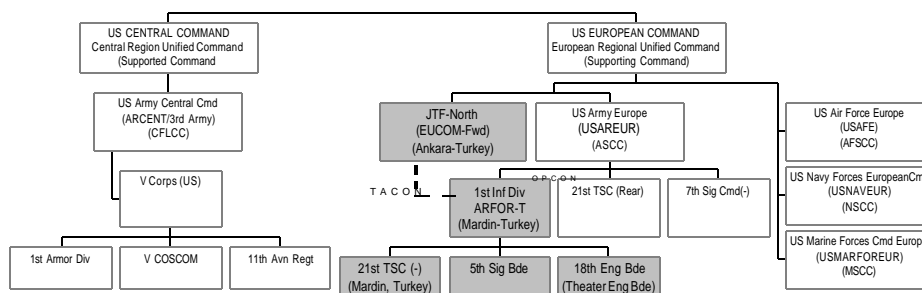 US CENTRAL COMMAND
Central Region Unified Command
(Supported Command
US EUROPEAN COMMAND
European Regional Unified Command
(Supporting Command)
US Army Central Cmd
(ARCENT/3rd Army)
(CFLCC)
JTF-North
(EUCOM-Fwd)
(Ankara-Turkey)
US Army Europe
(USAREUR)
(ASCC)
US Air Force Europe
(USAFE)
(AFSCC)
V Corps (US)
TACON
OPCON
1st Inf Div
ARFOR-T
(Mardin-Turkey)
21st TSC (Rear)
7th Sig Cmd(-)
US Navy Forces EuropeanCm
(USNAVEUR)
(NSCC)
1st Armor Div
V COSCOM
11th Avn Regt
21st TSC (-)
(Mardin, Turkey)
5th Sig Bde
18th Eng Bde
(Theater Eng Bde)
US Marine Forces Cmd Europ
(USMARFOREUR)
(MSCC)